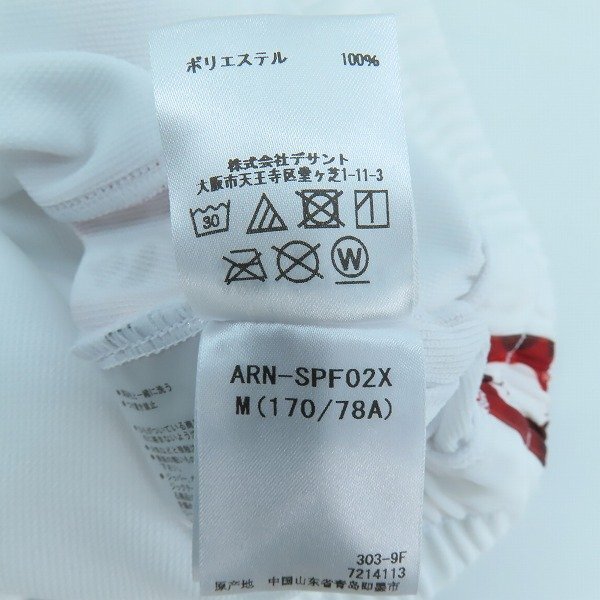 ポリエステル 100%
株式会社デサント
大阪市天王寺区堂ヶ芝1-11-3
30
W
ARN-SPF02X
M(170/78A)
303-9F
7214113
原産地 中国山东省青岛即墨市